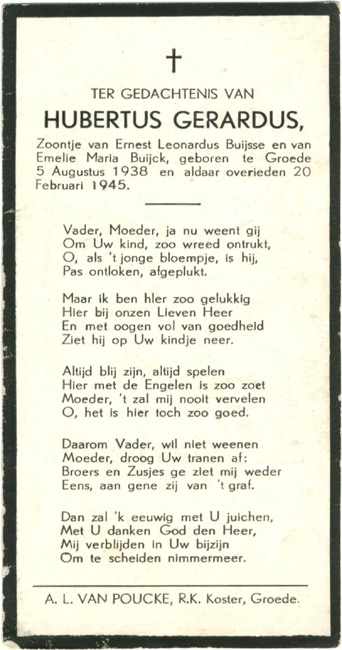 TER GEDACHTENIS VAN
HUBERTUS GERARDUS,
Zoontje van Ernest Leonardus Buijsse en van
Emelie Maria Buijck, geboren te Groede
5 Augustus 1938 en aldaar overieden 20
Februari 1945.
Vader, Moeder, ja nu weent gij
Om Uw kind, zoo wreed ontrukt,
O, als 't jonge bloempje, is hij,
Pas ontloken, afgeplukt.
Maar ik ben hler zoo gelukkig
Hier bij onzen Lieven Heer
En met oogen vol van goedheid
Ziet hij op Uw kindje neer.
Altijd blij zijn, altijd spelen
Hier met de Engelen is zoo zoet
Moeder, 't zal mij nooit vervelen
O, het is hier toch zoo goed.
Daarom Vader, wil niet weenen
Moeder, droog Uw tranen af:
Broers en Zusjes ge ziet mij weder
Eens, aan gene zij van 't graf.
Dan zal 'k eeuwig met U juichen,
Met U danken God den Heer,
Mij verblijden in Uw bijzijn
Om te scheiden nimmermeer.
A. L. VAN POUCKE, R.K. Koster, Groede.